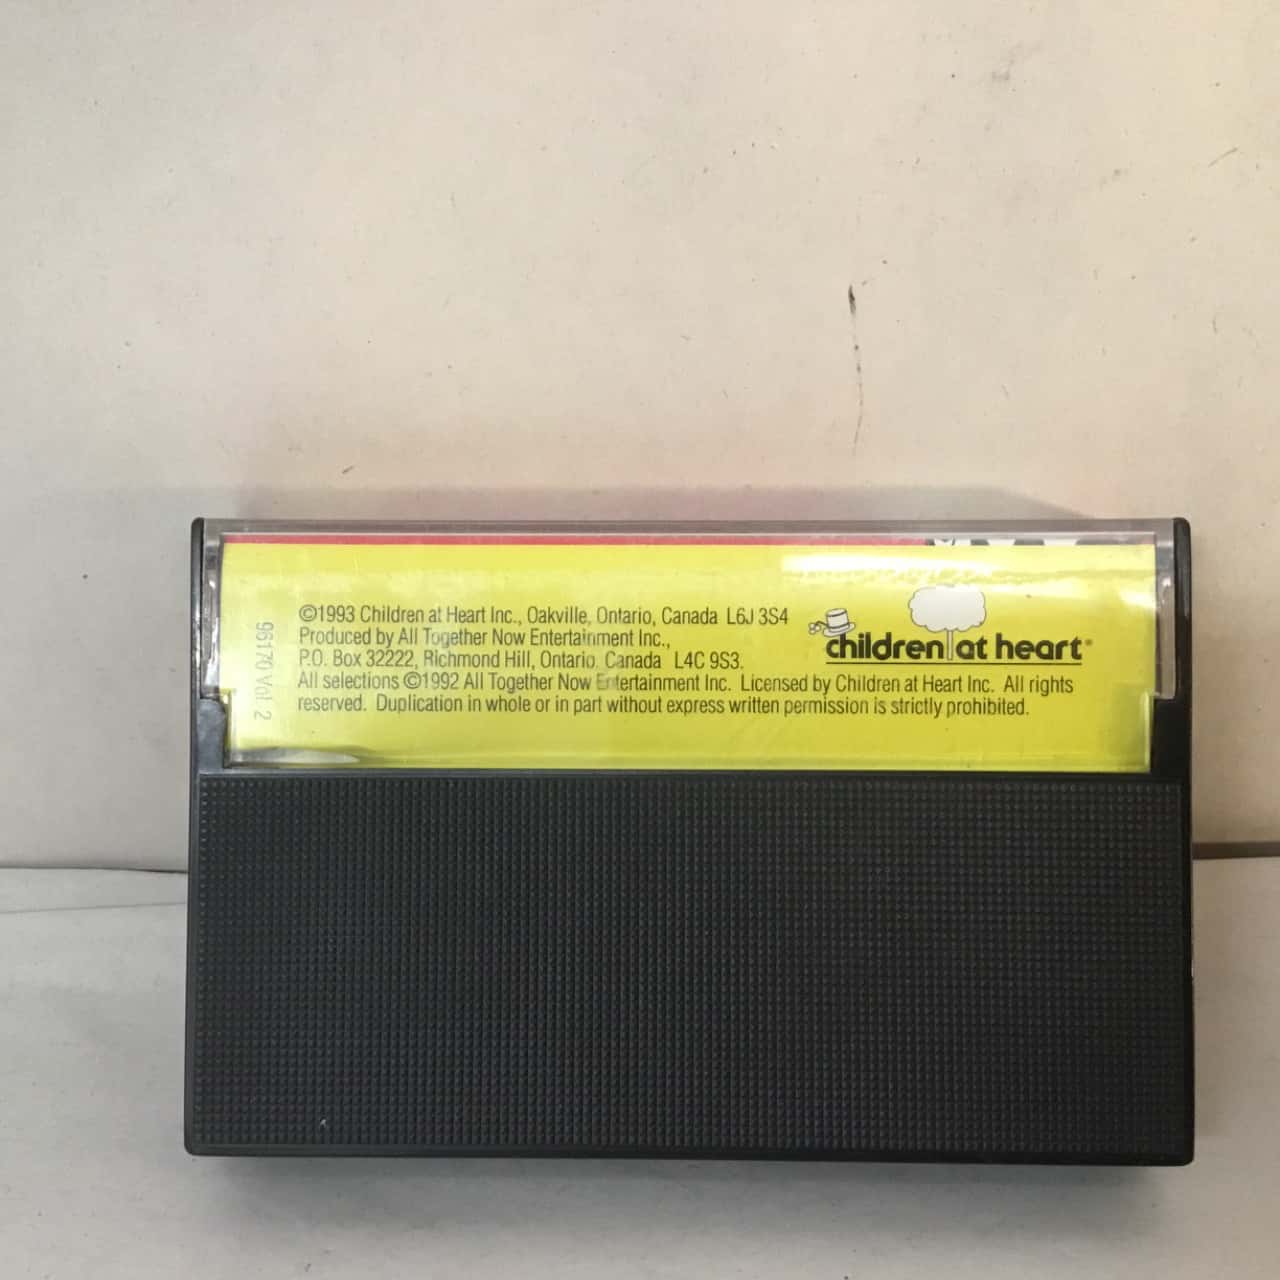 ©1993 Children at Heart Inc., Oakville, Ontario, Canada L6J 3S4
Produced by All Together Now Entertainment Inc.,
P.O. Box 32222, Richmond Hill, Ontario, Canada L4C 9S3.
All selections ©1992 All Together Now Entertainment Inc. Licensed by Children at Heart Inc. All rights
reserved. Duplication in whole or in part without express written permission is strictly prohibited.
children at heart®
96170 Vol. 2